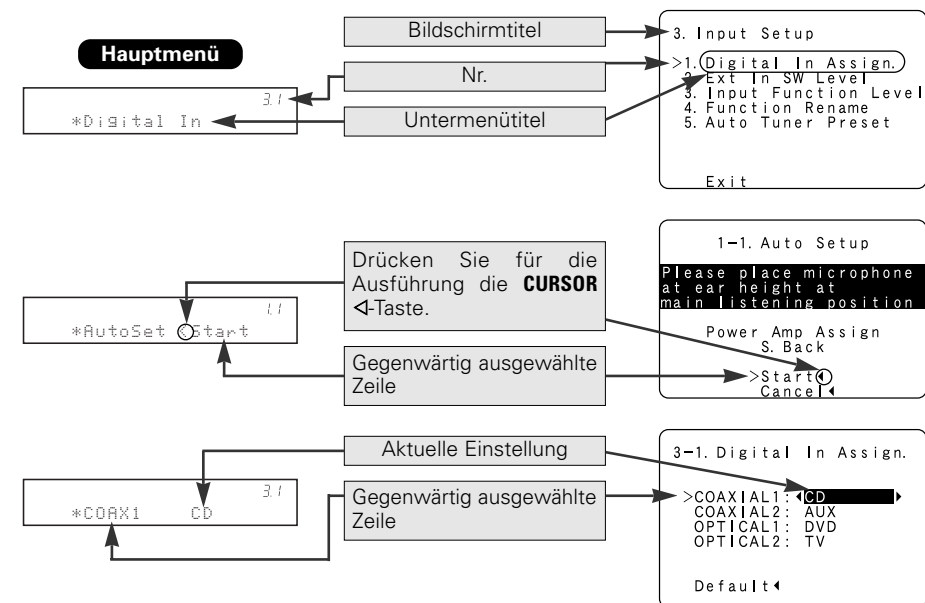 Hauptmenü
3.1
*Digital In
Bildschirmtitel
Nr.
Untermenütitel
3. Input Setup
>1. Digital In Assign.
2. Ext In SW Level
3. Input Function Level
4. Function Rename
5. Auto Tuner Preset
Exit
1.1
*AutoSet <Start
Drücken Sie für die
Ausführung die CURSOR
◁-Taste.
Gegenwärtig ausgewählte
Zeile
1-1. Auto Setup
Please place microphone
at ear height at
main listening position
Power Amp Assign
S. Back
>Start◀
Cancel◀
3.1
*COAX1 CD
Aktuelle Einstellung
Gegenwärtig ausgewählte
Zeile
3-1. Digital In Assign.
>COAXIAL1: ◀CD ▶
COAXIAL2: AUX
OPTICAL1: DVD
OPTICAL2: TV
Default◀